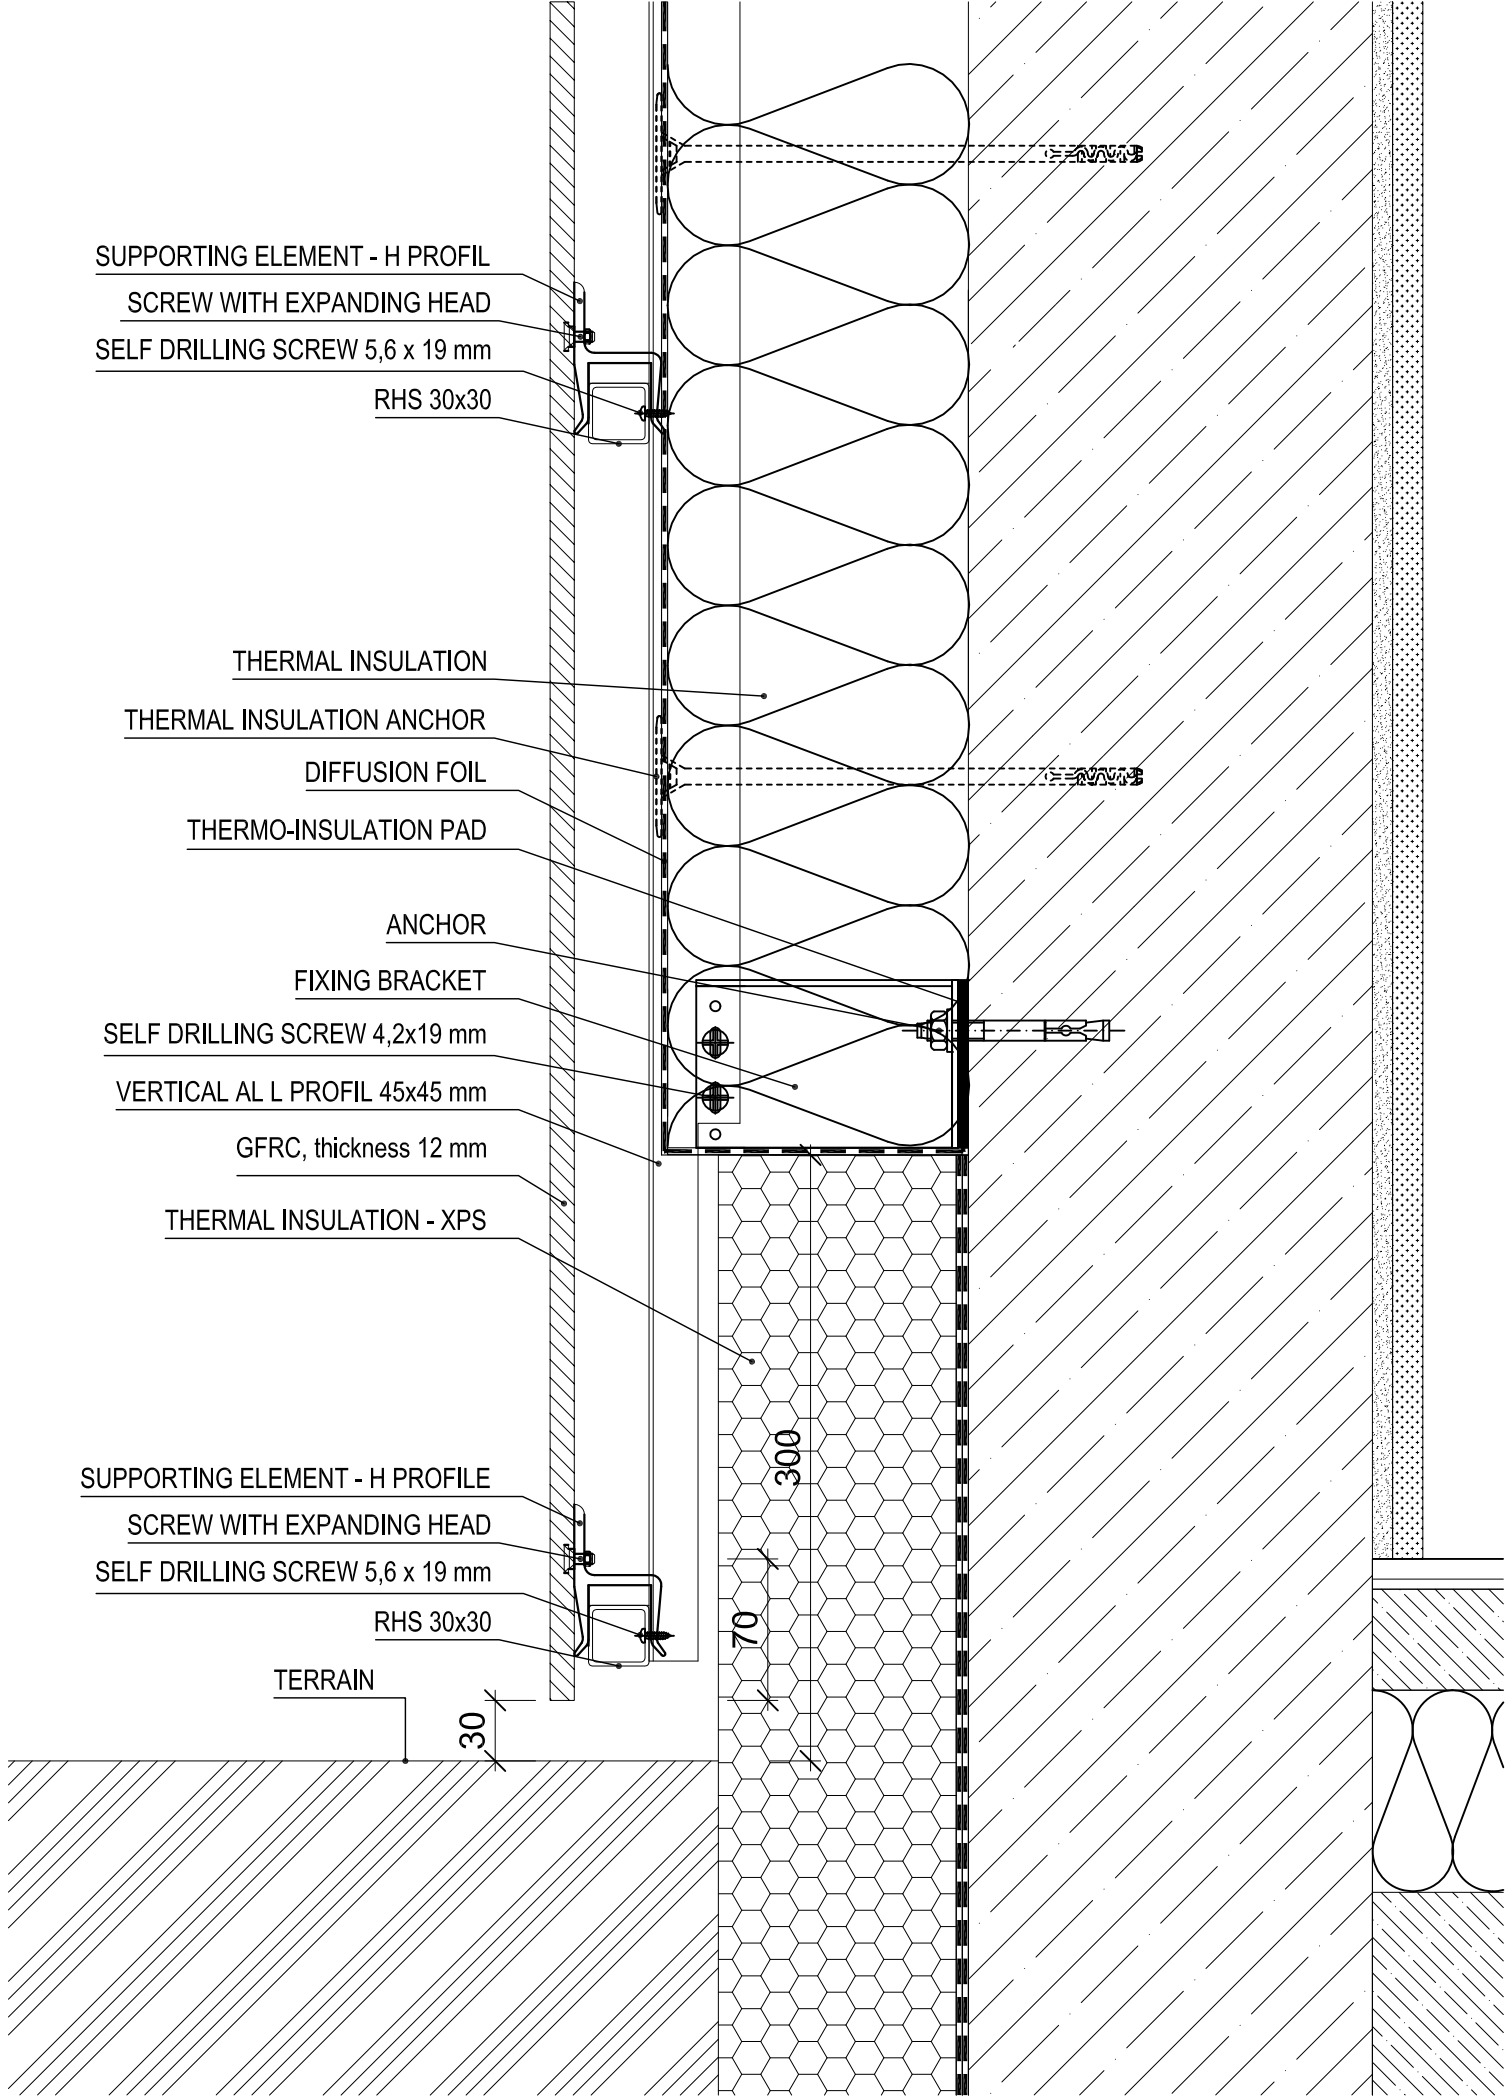 SUPPORTING ELEMENT - H PROFIL
SCREW WITH EXPANDING HEAD
SELF DRILLING SCREW 5,6 x 19 mm
RHS 30x30
THERMAL INSULATION
THERMAL INSULATION ANCHOR
DIFFUSION FOIL
THERMO-INSULATION PAD
ANCHOR
FIXING BRACKET
SELF DRILLING SCREW 4,2x19 mm
VERTICAL AL L PROFIL 45x45 mm
GFRC, thickness 12 mm
THERMAL INSULATION - XPS
300
SUPPORTING ELEMENT - H PROFILE
SCREW WITH EXPANDING HEAD
SELF DRILLING SCREW 5,6 x 19 mm
RHS 30x30
70
TERRAIN
30